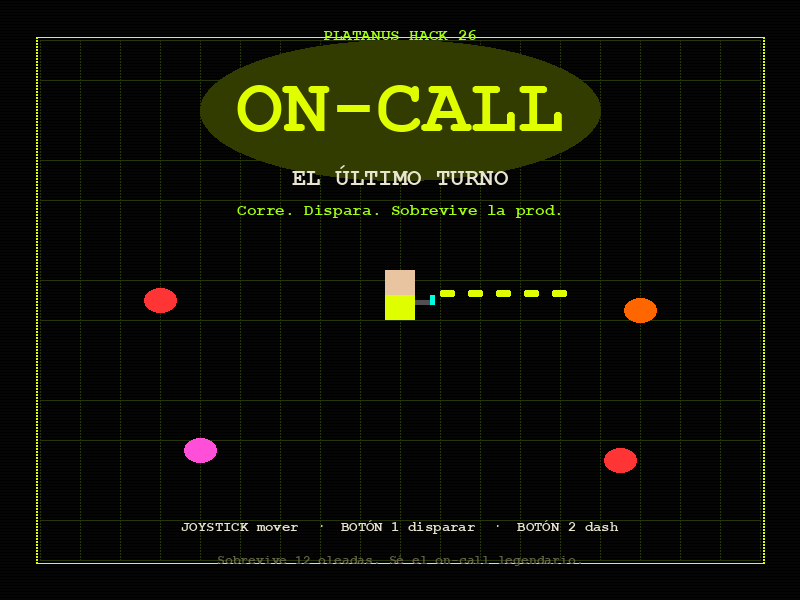 PLATANUS HACK 26
ON-CALL
EL ÚLTIMO TURNO
Corre. Dispara. Sobrevive la prod.
JOYSTICK mover · BOTÓN 1 disparar · BOTÓN 2 dash
Sobrexive 12 oleadas. Sé el on-call legendario.